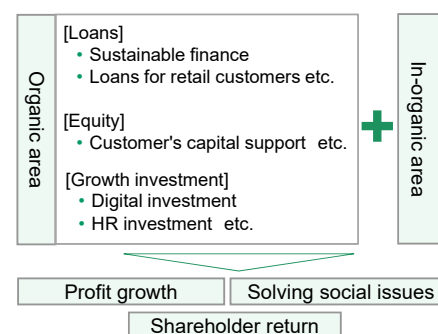 Organic area
[Loans]
• Sustainable finance
• Loans for retail customers etc.
[Equity]
• Customer's capital support etc.
[Growth investment]
• Digital investment
• HR investment etc.
+
In-organic area
Profit growth
Solving social issues
Shareholder return